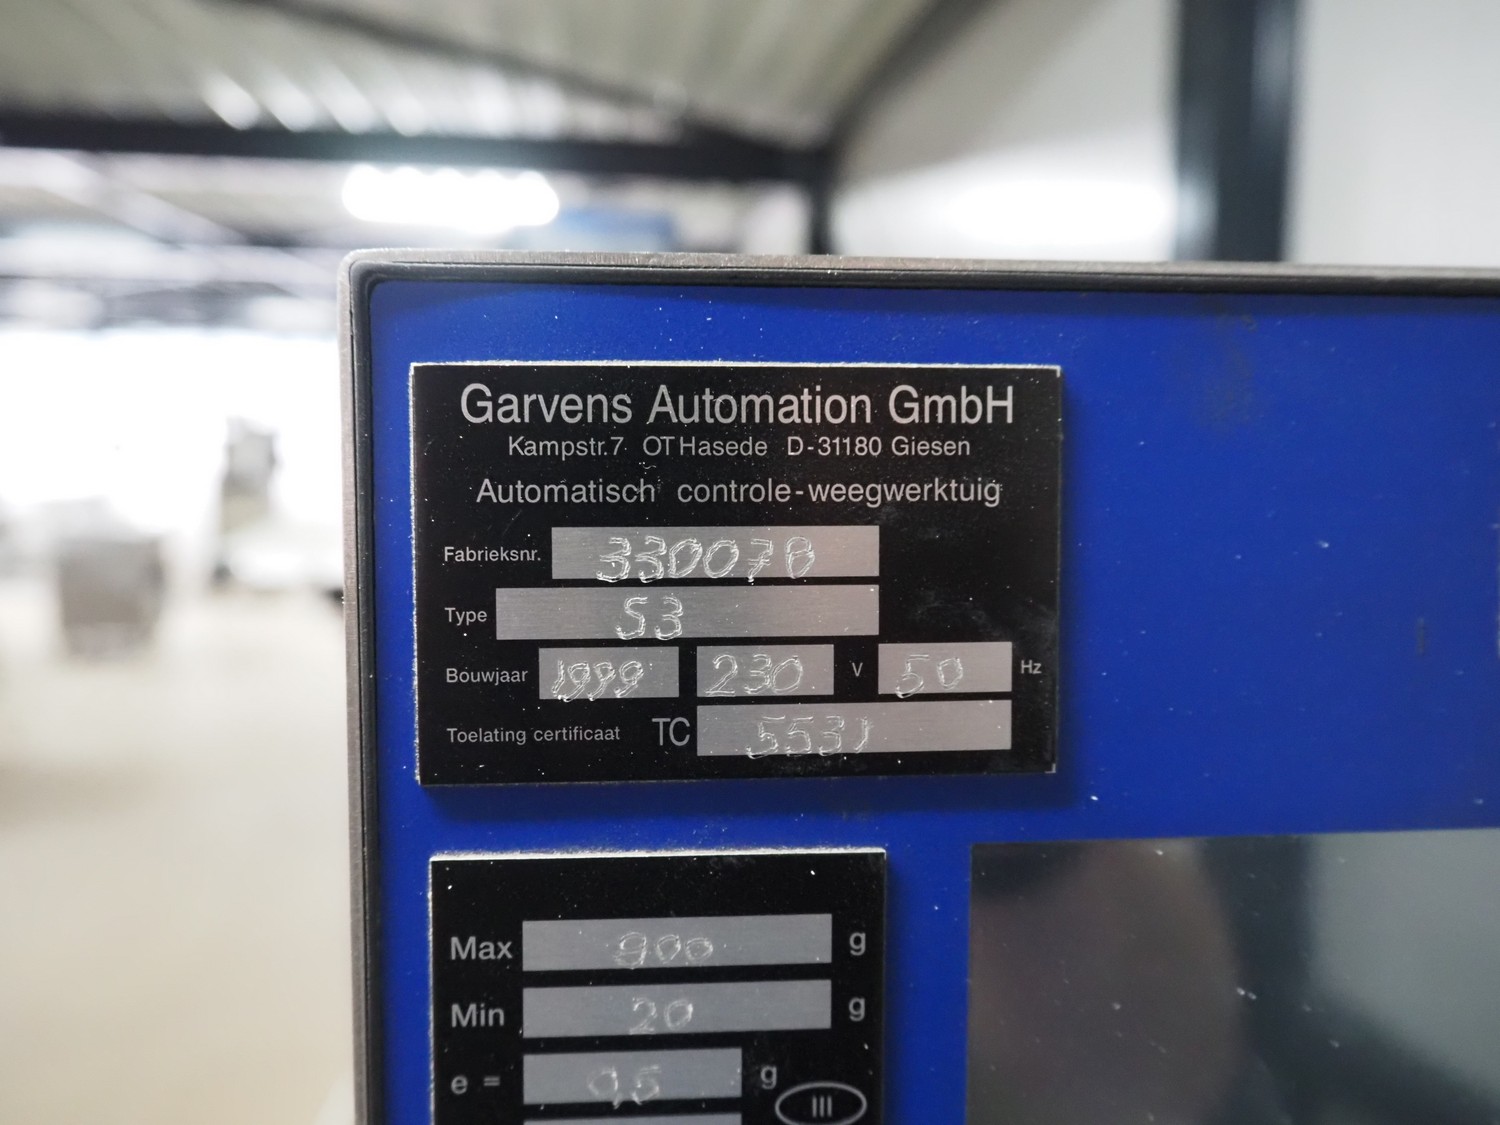 Garvens Automation GmbH
Kampstr.7 OT Hasede D-31180 Giesen
Automatisch controle-weegwerktuig
Fabrieksnr. 330078
Type S3
Bouwjaar 1999 230 V 50 Hz
Toelating certificaat TC 5531
Max 900 g
Min 20 g
e = 0,5 g
III